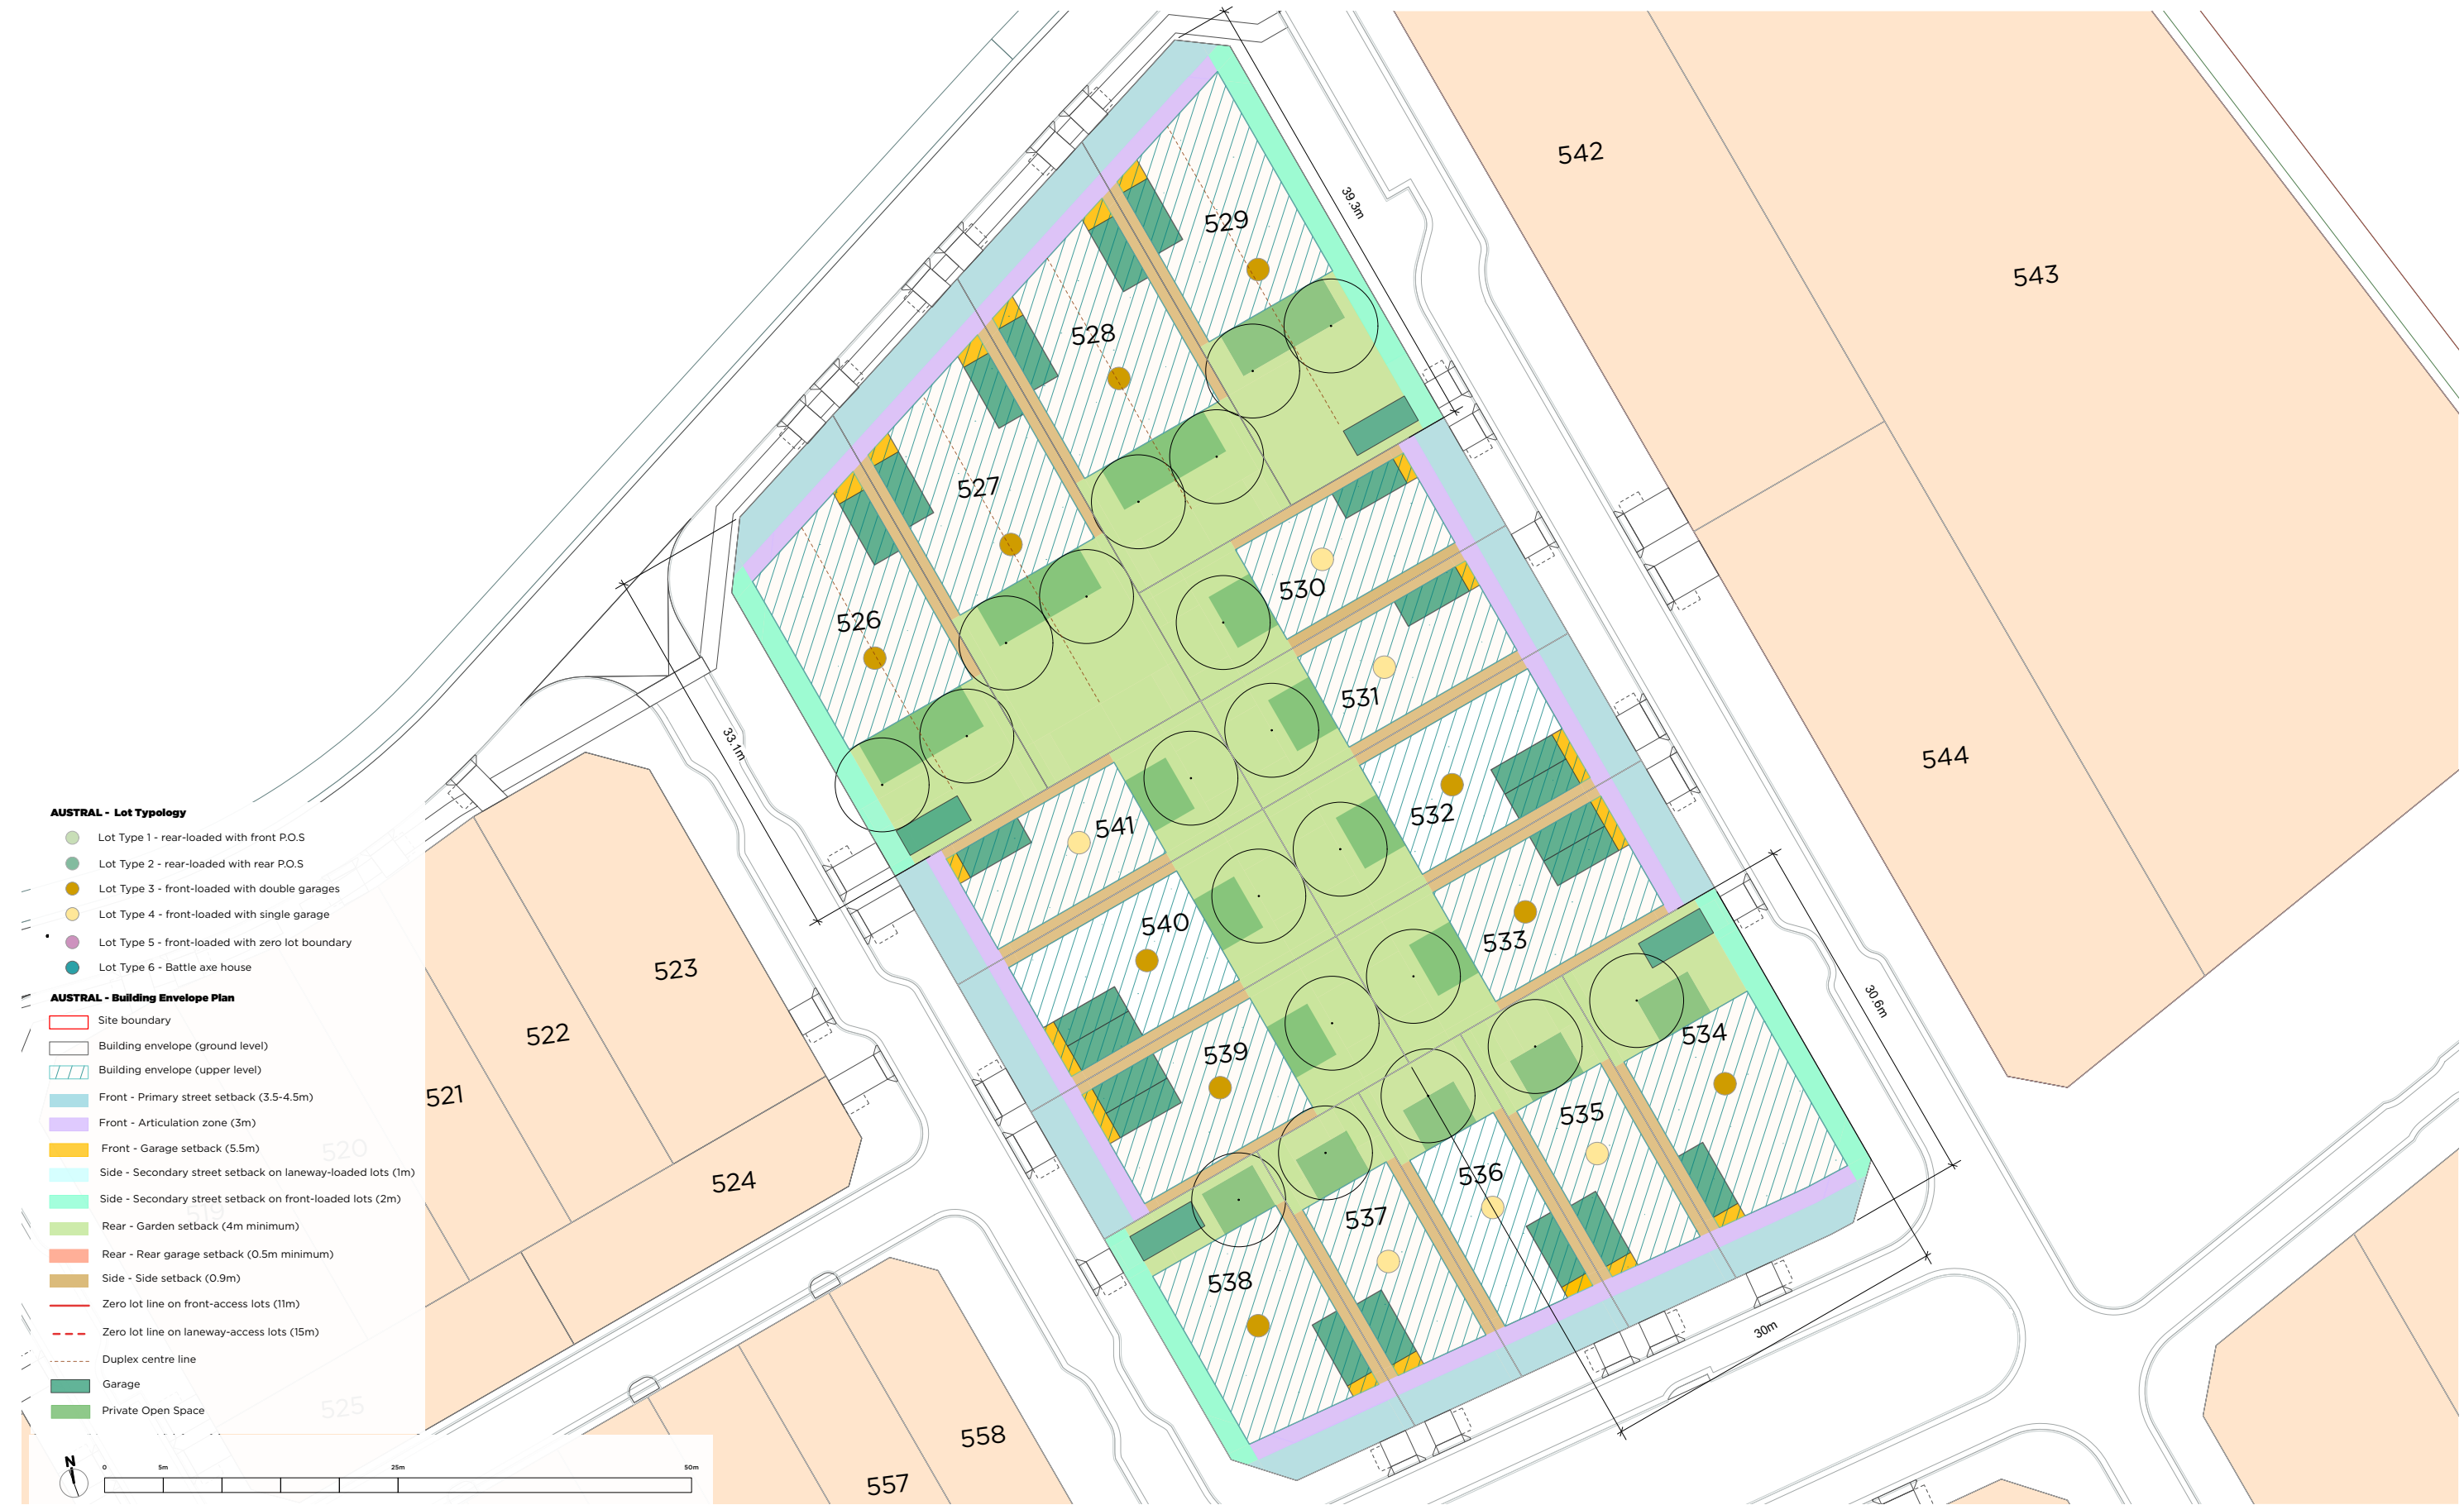 542
543
39.3m
529
528
527
530
526
531
544
33.1m
532
541
540
533
523
522
521
520
519
524
525
539
534
30.6m
535
536
537
538
30m
558
557
AUSTRAL - Lot Typology
Lot Type 1 - rear-loaded with front P.O.S
Lot Type 2 - rear-loaded with rear P.O.S
Lot Type 3 - front-loaded with double garages
Lot Type 4 - front-loaded with single garage
Lot Type 5 - front-loaded with zero lot boundary
Lot Type 6 - Battle axe house
AUSTRAL - Building Envelope Plan
Site boundary
Building envelope (ground level)
Building envelope (upper level)
Front - Primary street setback (3.5-4.5m)
Front - Articulation zone (3m)
Front - Garage setback (5.5m)
Side - Secondary street setback on laneway-loaded lots (1m)
Side - Secondary street setback on front-loaded lots (2m)
Rear - Garden setback (4m minimum)
Rear - Rear garage setback (0.5m minimum)
Side - Side setback (0.9m)
Zero lot line on front-access lots (11m)
Zero lot line on laneway-access lots (15m)
Duplex centre line
Garage
Private Open Space
N
0 5m 25m 50m